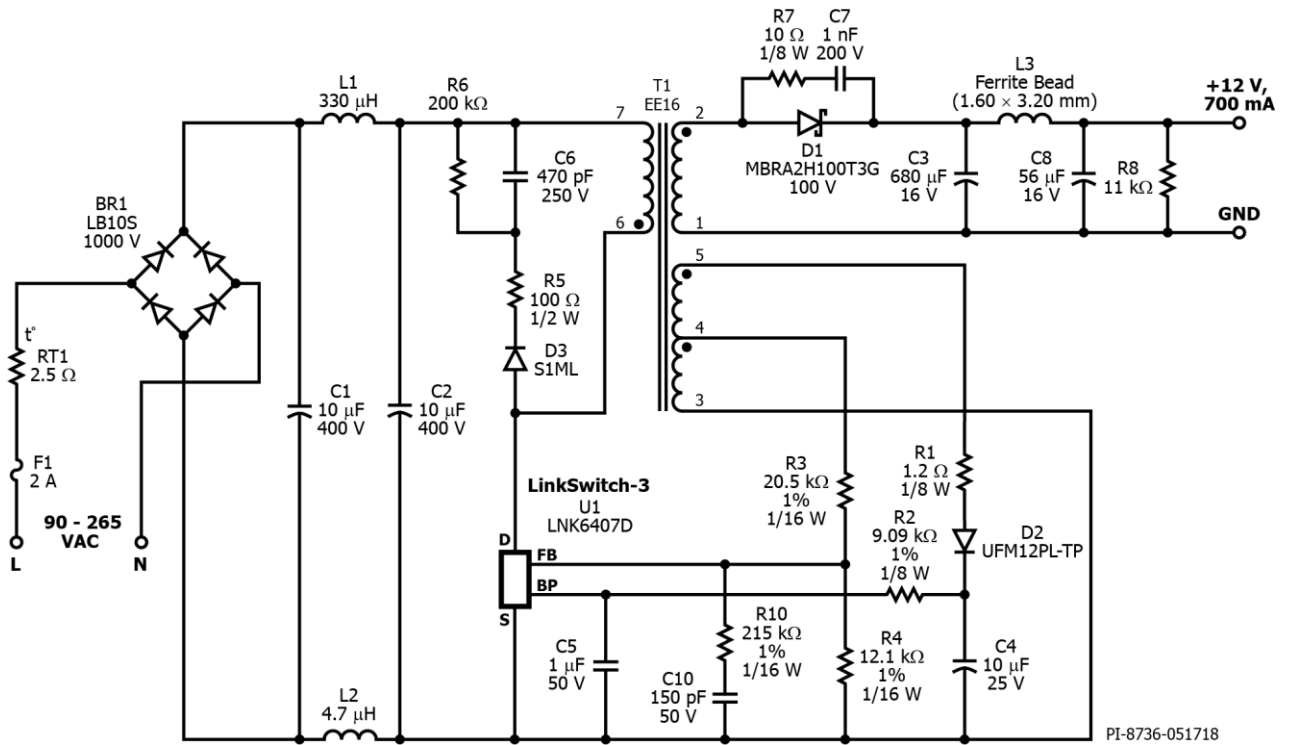 R7
10 Ω
1/8 W
C7
1 nF
200 V
L1
330 μH
R6
200 kΩ
T1
EE16
L3
Ferrite Bead
(1.60 × 3.20 mm)
+12 V,
700 mA
7
2
C6
470 pF
250 V
D1
MBRA2H100T3G
100 V
C3
680 μF
16 V
C8
56 μF
16 V
R8
11 kΩ
BR1
LB10S
1000 V
6
1
GND
5
R5
100 Ω
1/2 W
t°
RT1
2.5 Ω
D3
S1ML
4
C1
10 μF
400 V
C2
10 μF
400 V
3
F1
2 A
LinkSwitch-3
U1
LNK6407D
R3
20.5 kΩ
1%
1/16 W
R1
1.2 Ω
1/8 W
90 - 265
VAC
L
N
R2
9.09 kΩ
1%
1/8 W
D2
UFM12PL-TP
D
FB
BP
S
C5
1 μF
50 V
R10
215 kΩ
1%
1/16 W
C10
150 pF
50 V
R4
12.1 kΩ
1%
1/16 W
C4
10 μF
25 V
L2
4.7 μH
PI-8736-051718